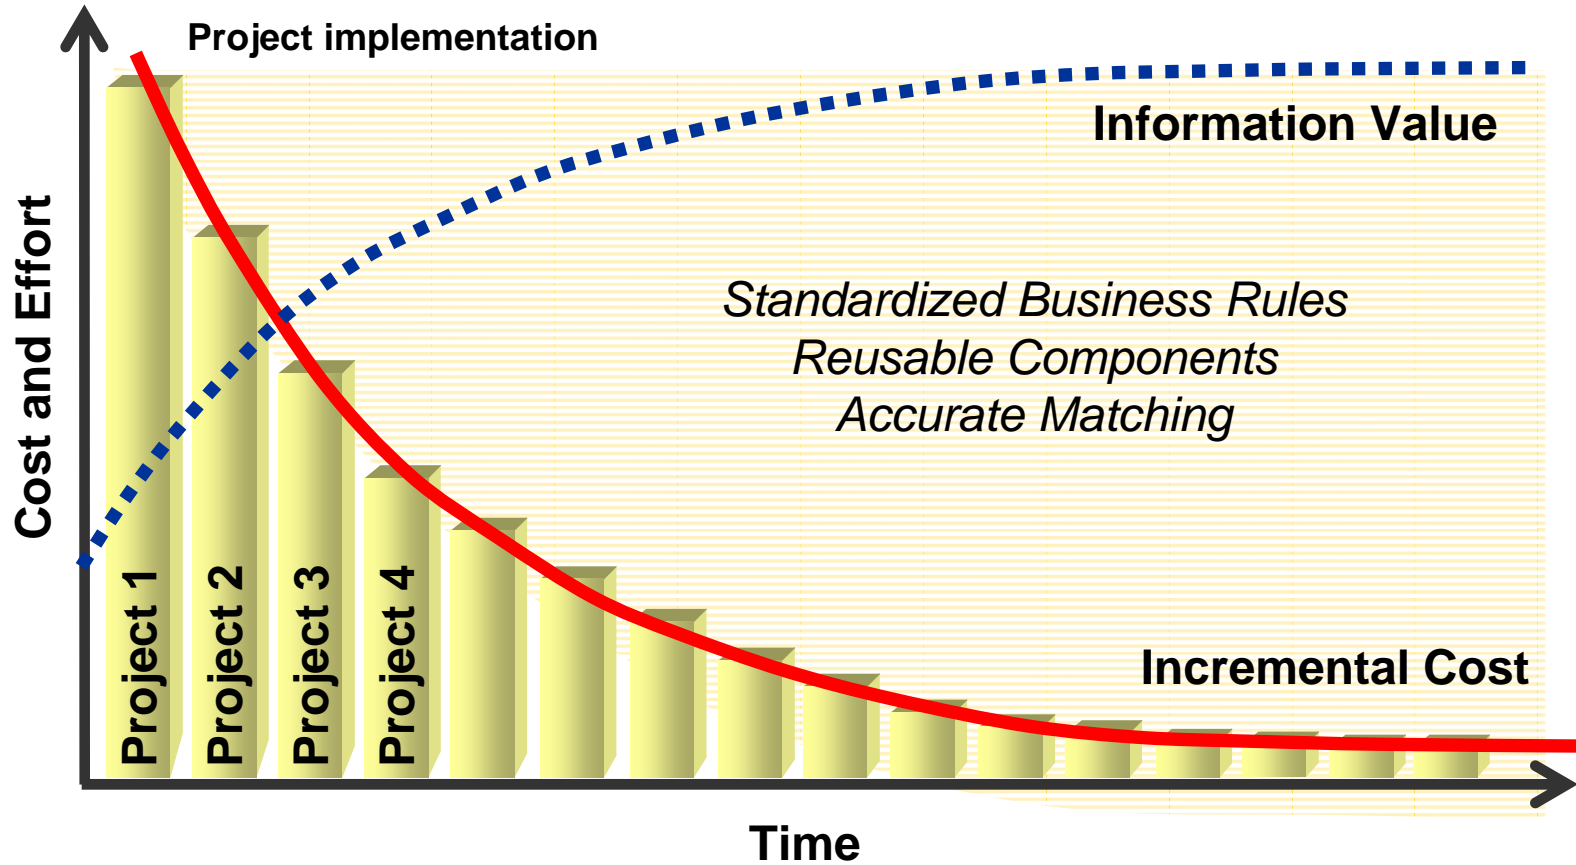 Project implementation
Information Value
Cost and Effort
Standardized Business Rules
Reusable Components
Accurate Matching
Project 1
Project 2
Project 3
Project 4
Incremental Cost
Time